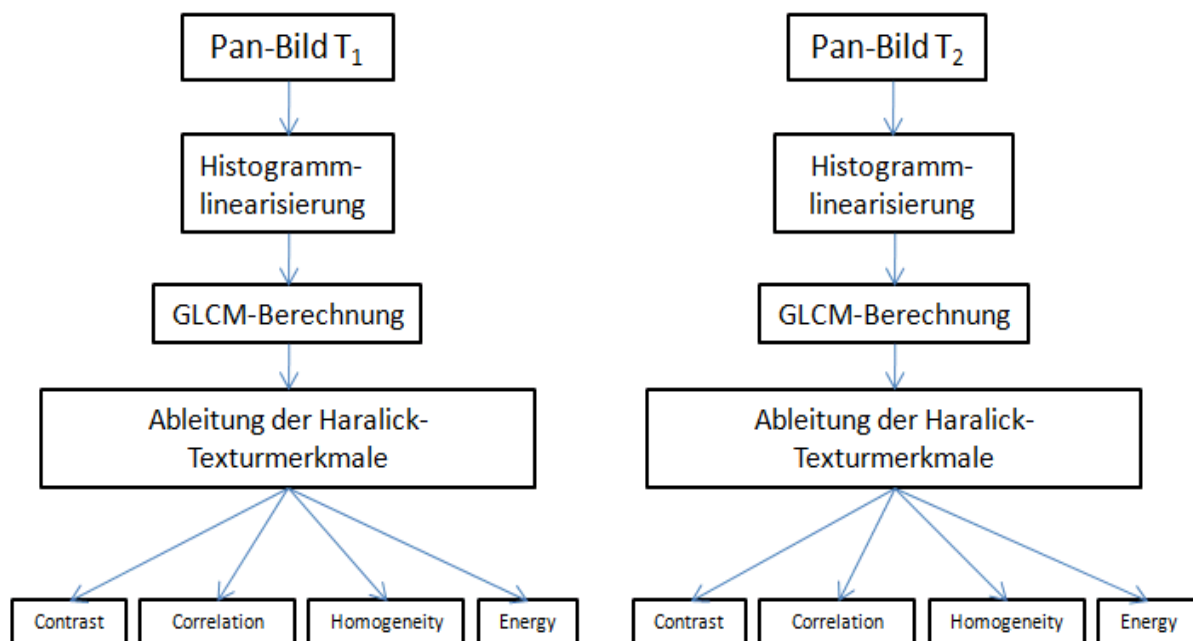 Pan-Bild T1
Histogramm-
linearisierung
GLCM-Berechnung
Ableitung der Haralick-
Texturmerkmale
Contrast
Correlation
Homogeneity
Energy
Pan-Bild T2
Histogramm-
linearisierung
GLCM-Berechnung
Ableitung der Haralick-
Texturmerkmale
Contrast
Correlation
Homogeneity
Energy